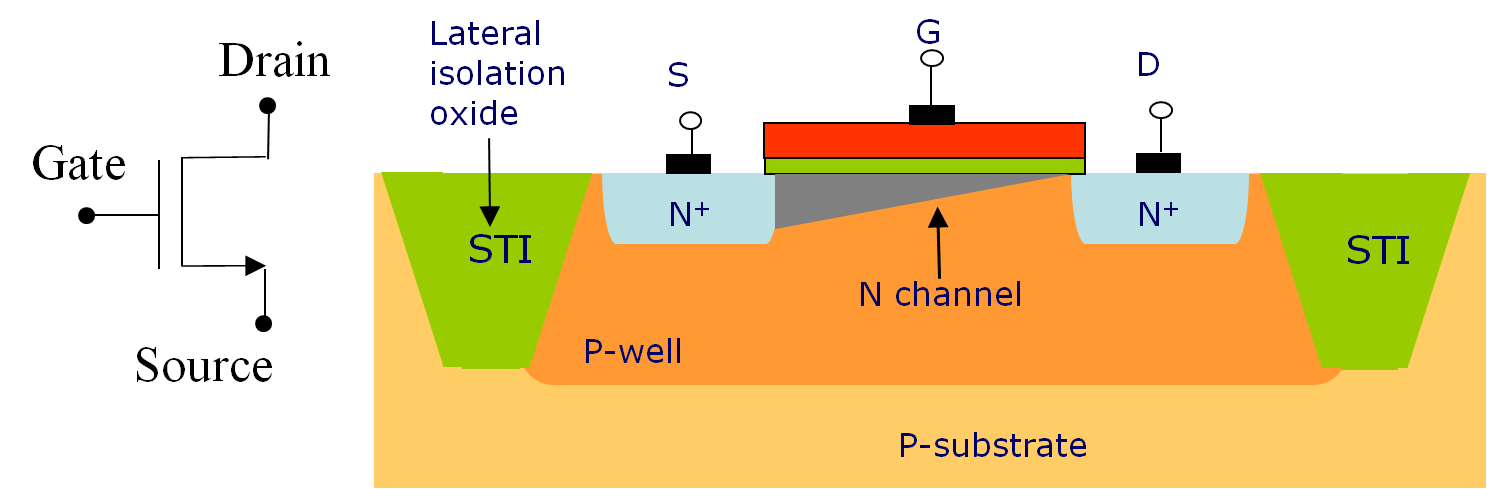 Drain
Gate
Source
Lateral
isolation
oxide
S
G
D
N+
N+
STI
STI
N channel
P-well
P-substrate